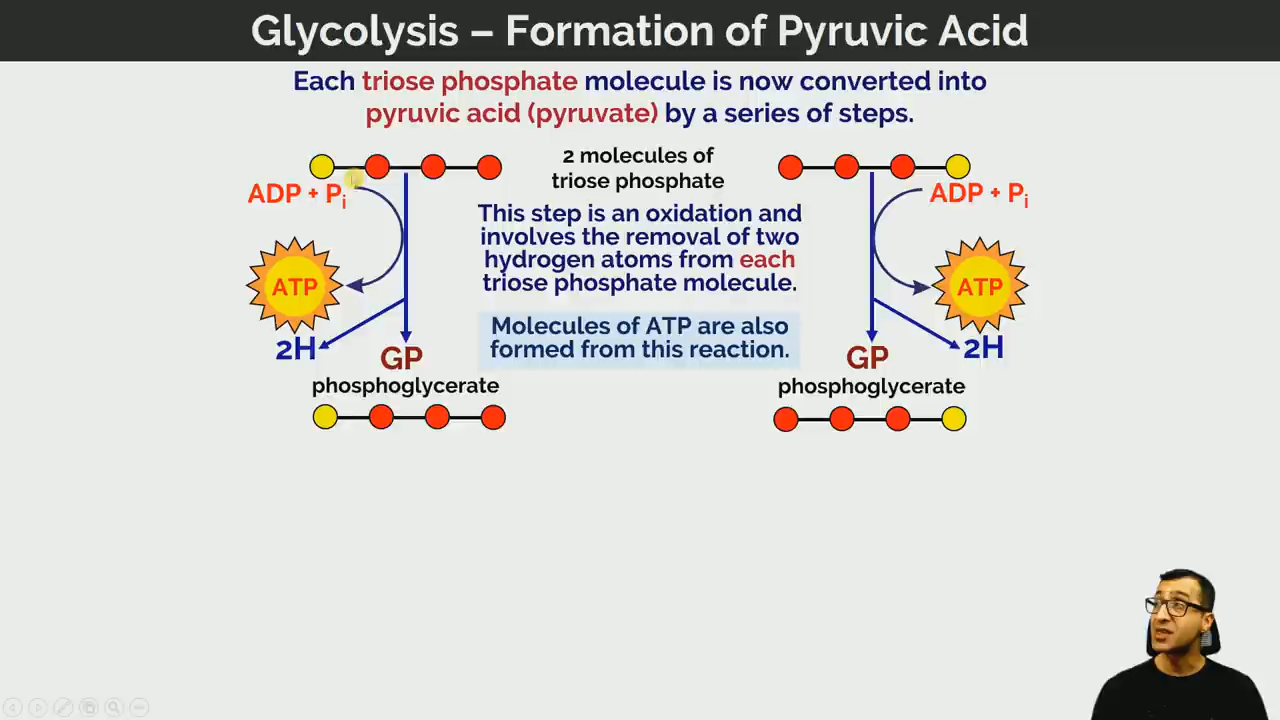 Glycolysis – Formation of Pyruvic Acid
Each triose phosphate molecule is now converted into
pyruvic acid (pyruvate) by a series of steps.
2 molecules of
triose phosphate
ADP + Pi
ADP + Pi
This step is an oxidation and
involves the removal of two
hydrogen atoms from each
triose phosphate molecule.
ATP
ATP
Molecules of ATP are also
formed from this reaction.
2H
GP
phosphoglycerate
GP
2H
phosphoglycerate